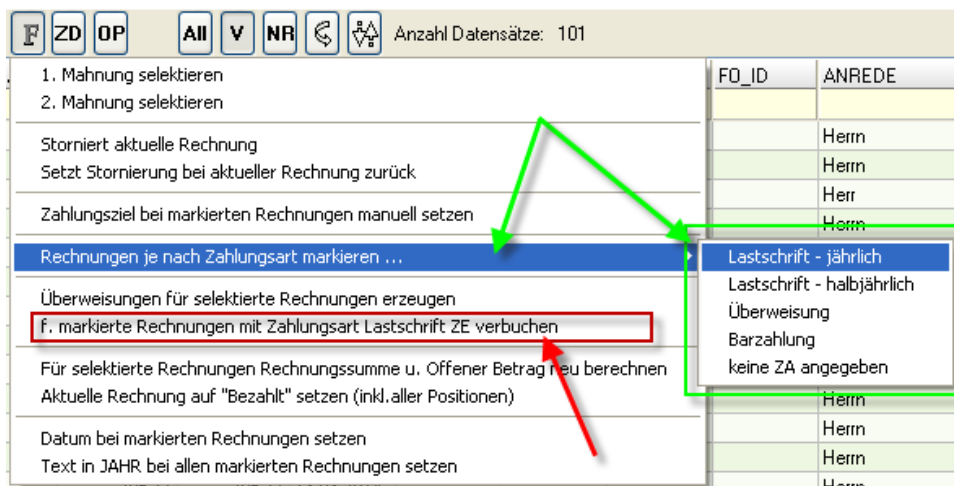 F ZD OP All V NR Anzahl Datensätze: 101
FO_ID ANREDE
1. Mahnung selektieren
2. Mahnung selektieren
Storniert aktuelle Rechnung
Setzt Stornierung bei aktueller Rechnung zurück
Zahlungsziel bei markierten Rechnungen manuell setzen
Rechnungen je nach Zahlungsart markieren ...
Überweisungen für selektierte Rechnungen erzeugen
f. markierte Rechnungen mit Zahlungsart Lastschrift ZE verbuchen
Für selektierte Rechnungen Rechnungssumme u. Offener Betrag neu berechnen
Aktuelle Rechnung auf "Bezahlt" setzen (inkl.aller Positionen)
Datum bei markierten Rechnungen setzen
Text in JAHR bei allen markierten Rechnungen setzen
Herrn
Herrn
Herr
Herrn
Lastschrift - jährlich
Lastschrift - halbjährlich
Überweisung
Barzahlung
keine ZA angegeben
Herrn
Herrn
Herrn